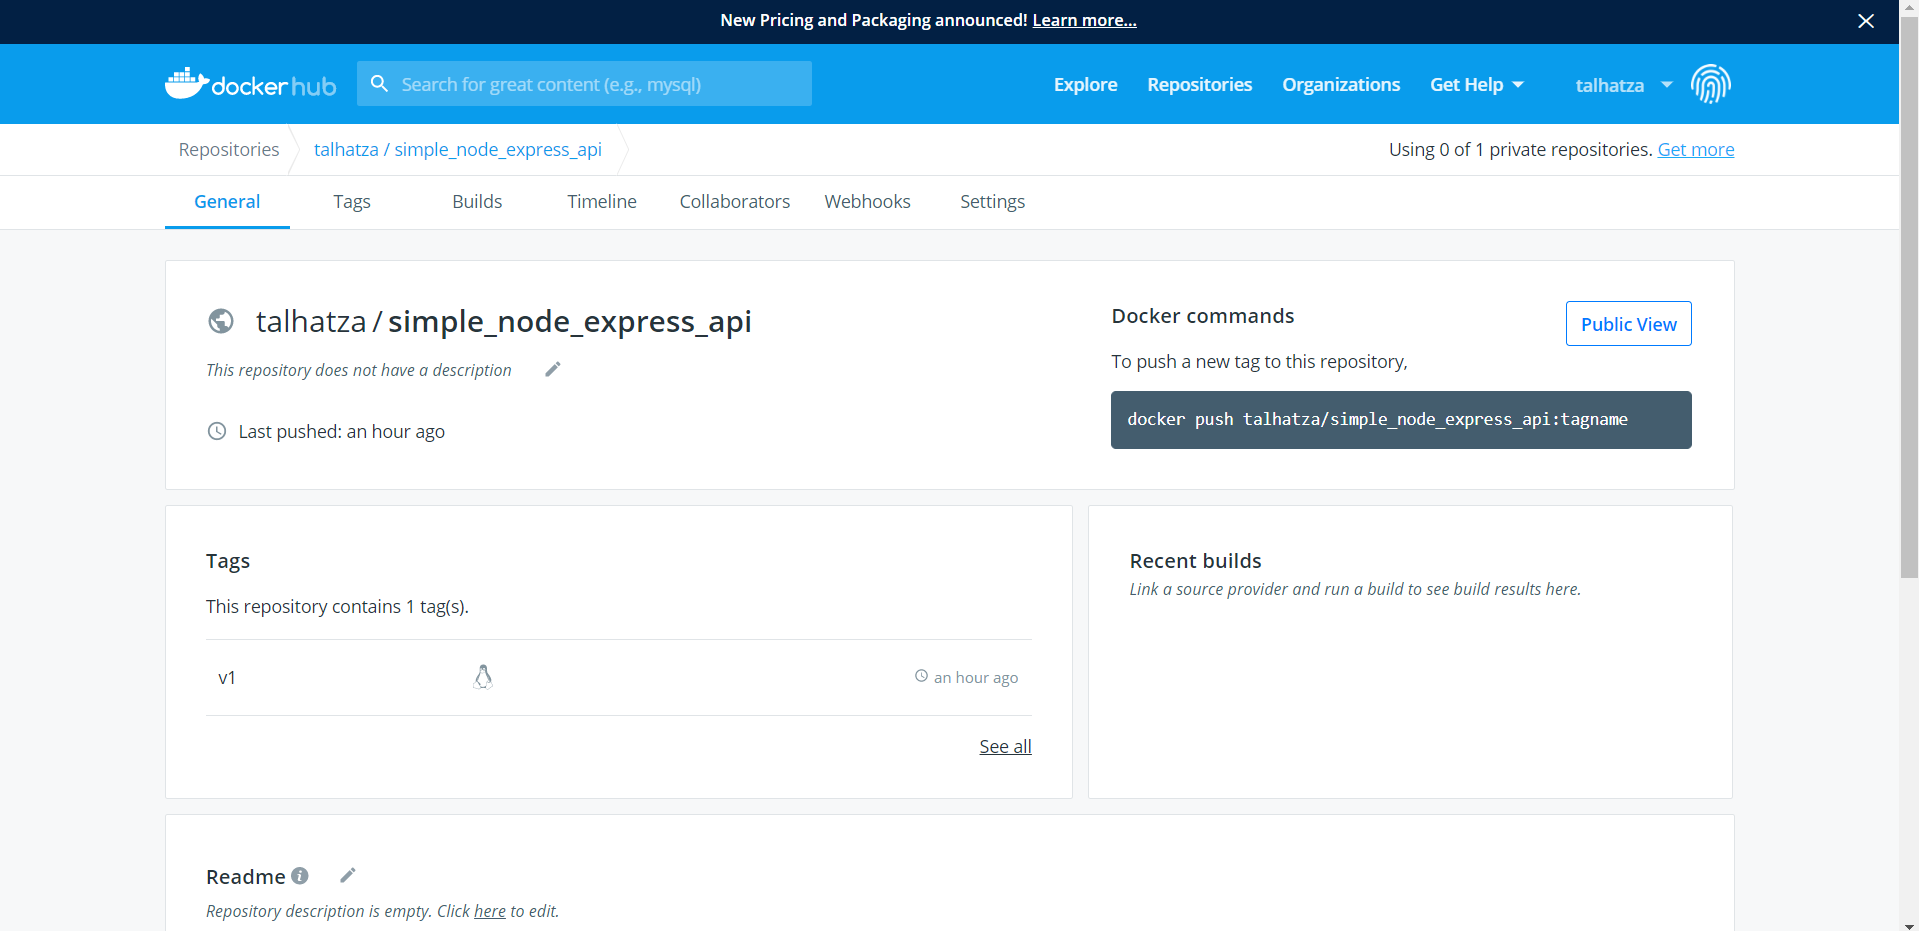 New Pricing and Packaging announced! Learn more...
docker hub
Search for great content (e.g., mysql)
Explore
Repositories
Organizations
Get Help
talhatza
Repositories
talhatza / simple_node_express_api
Using 0 of 1 private repositories. Get more
General
Tags
Builds
Timeline
Collaborators
Webhooks
Settings
talhatza / simple_node_express_api
This repository does not have a description
Last pushed: an hour ago
Docker commands
Public View
To push a new tag to this repository,
docker push talhatza/simple_node_express_api:tagname
Tags
This repository contains 1 tag(s).
v1
an hour ago
See all
Recent builds
Link a source provider and run a build to see build results here.
Readme
Repository description is empty. Click here to edit.